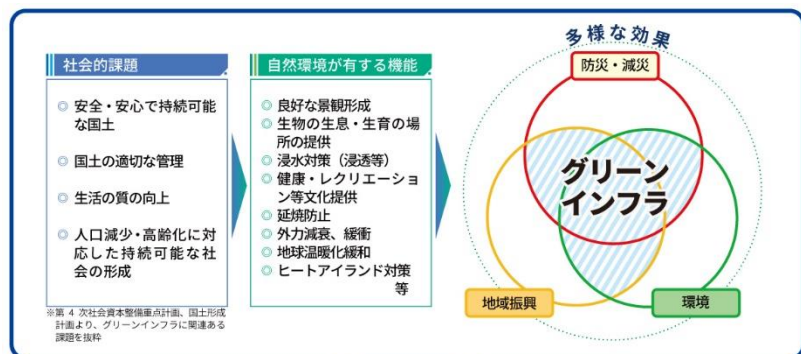 社会的課題
◎ 安全・安心で持続可能
な国土
◎ 国土の適切な管理
◎ 生活の質の向上
◎ 人口減少・高齢化に対
応した持続可能な社
会の形成
※第 4 次社会資本整備重点計画、国土形成
計画より、グリーンインフラに関連ある
課題を抜粋
自然環境が有する機能
◎ 良好な景観形成
◎ 生物の生息・生育の場
所の提供
◎ 浸水対策（浸透等）
◎ 健康・レクリエーショ
ン等文化提供
◎ 延焼防止
◎ 外力減衰、緩衝
◎ 地球温暖化緩和
◎ ヒートアイランド対策
等
多様な効果
防災・減災
グリーン
インフラ
地域振興
環境